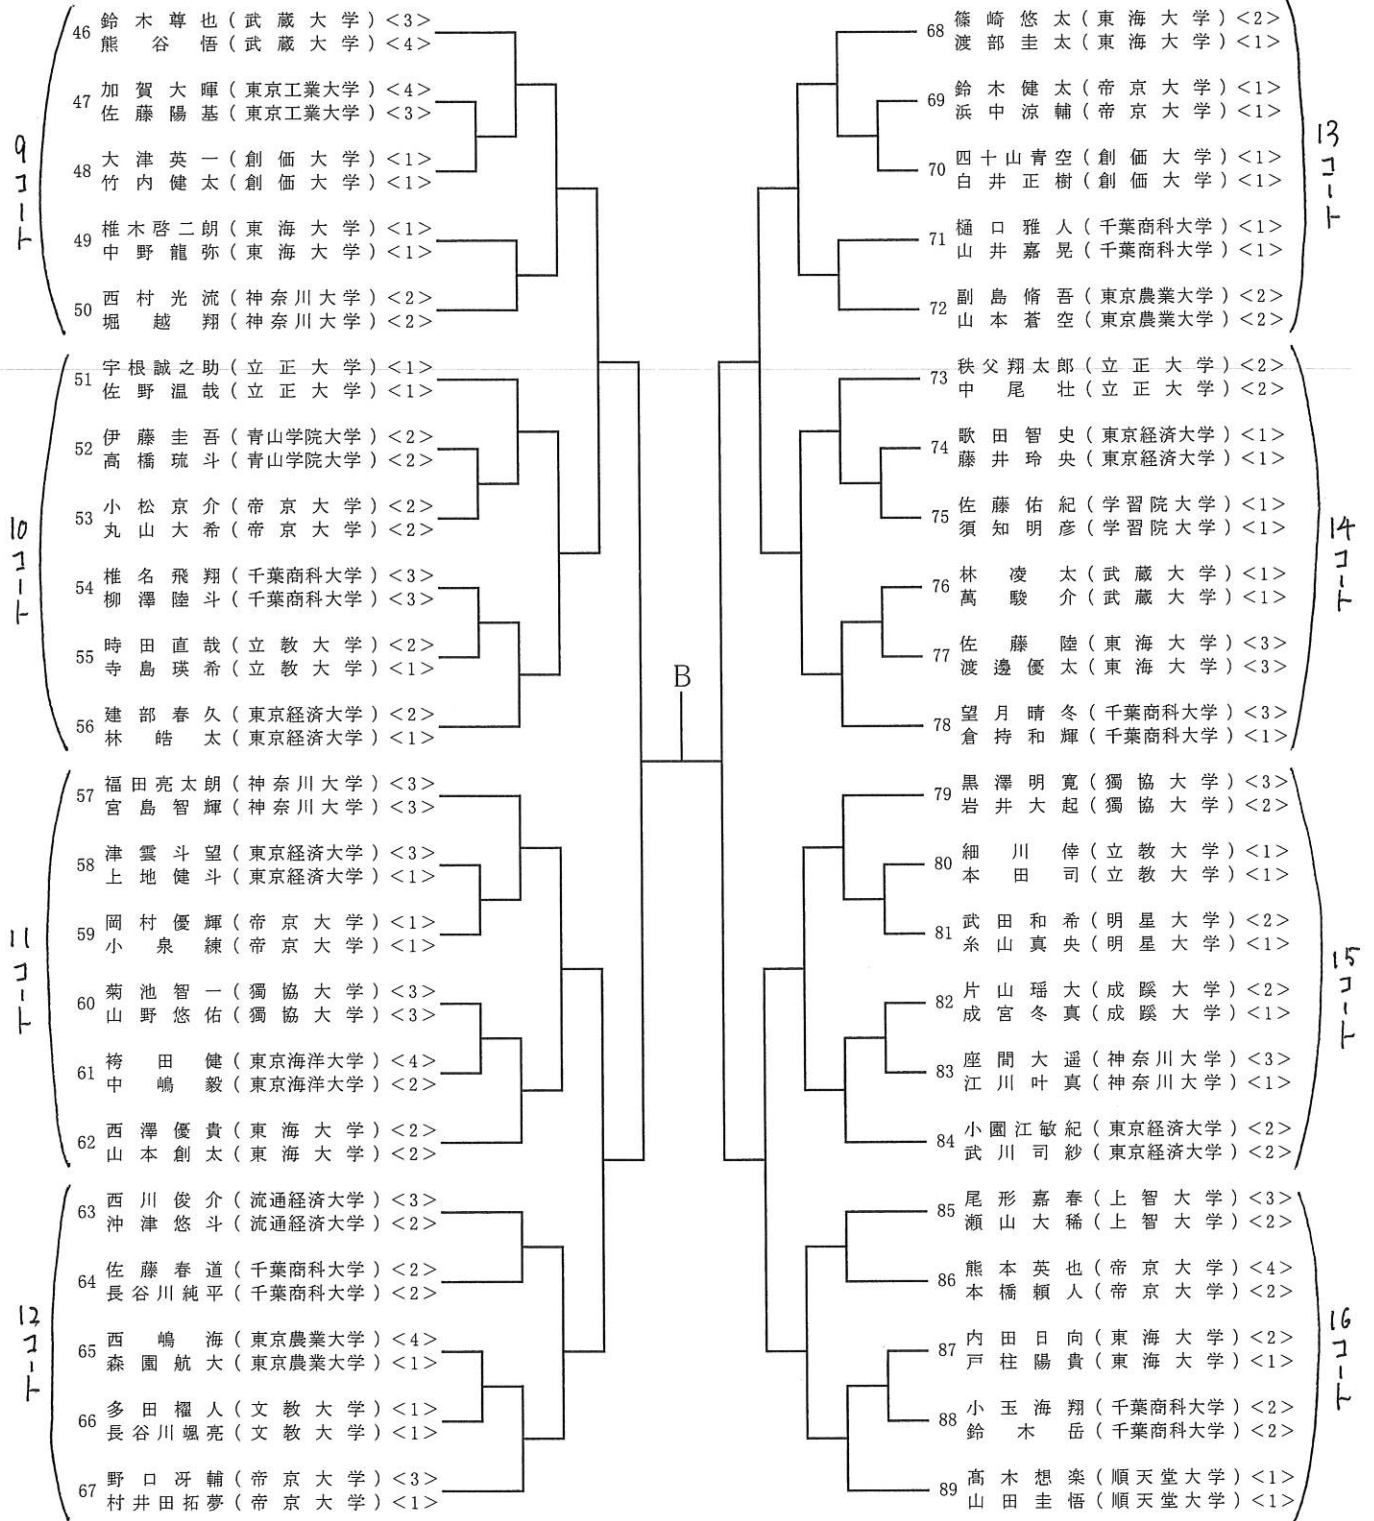 9コート
46
鈴木尊也(武蔵大学)<3>
熊谷悟(武蔵大学)<4>
47
加賀大暉(東京工業大学)<4>
佐藤陽基(東京工業大学)<3>
48
大津英一(創価大学)<1>
竹内健太(創価大学)<1>
49
椎木啓二朗(東海大学)<1>
中野龍弥(東海大学)<1>
50
西村光流(神奈川大学)<2>
堀越翔(神奈川大学)<2>
10コート
51
宇根誠之助(立正大学)<1>
佐野温哉(立正大学)<1>
52
伊藤圭吾(青山学院大学)<2>
高橋琉斗(青山学院大学)<2>
53
小松京介(帝京大学)<2>
丸山大希(帝京大学)<2>
54
椎名飛翔(千葉商科大学)<3>
柳澤陸斗(千葉商科大学)<3>
55
時田直哉(立教大学)<2>
寺島瑛希(立教大学)<1>
56
建部春久(東京経済大学)<2>
林皓太(東京経済大学)<1>
11コート
57
福田亮太朗(神奈川大学)<3>
宮島智輝(神奈川大学)<3>
58
津雲斗望(東京経済大学)<3>
上地健斗(東京経済大学)<1>
59
岡村優輝(帝京大学)<1>
小泉練(帝京大学)<1>
60
菊池智一(獨協大学)<3>
山野悠佑(獨協大学)<3>
61
袴田健(東京海洋大学)<4>
中嶋毅(東京海洋大学)<2>
62
西澤優貴(東海大学)<2>
山本創太(東海大学)<2>
12コート
63
西川俊介(流通経済大学)<3>
沖津悠斗(流通経済大学)<2>
64
佐藤春道(千葉商科大学)<2>
長谷川純平(千葉商科大学)<2>
65
西嶋海(東京農業大学)<4>
森園航大(東京農業大学)<1>
66
多田櫂人(文教大学)<1>
長谷川颯亮(文教大学)<1>
67
野口冴輔(帝京大学)<3>
村井田拓夢(帝京大学)<1>
B
13コート
68
篠崎悠太(東海大学)<2>
渡部圭太(東海大学)<1>
69
鈴木健太(帝京大学)<1>
浜中涼輔(帝京大学)<1>
70
四十山青空(創価大学)<1>
白井正樹(創価大学)<1>
71
樋口雅人(千葉商科大学)<1>
山井嘉晃(千葉商科大学)<1>
72
副島脩吾(東京農業大学)<2>
山本蒼空(東京農業大学)<2>
14コート
73
秩父翔太郎(立正大学)<2>
中尾壮(立正大学)<2>
74
歌田智史(東京経済大学)<1>
藤井玲央(東京経済大学)<1>
75
佐藤佑紀(学習院大学)<1>
須知明彦(学習院大学)<1>
76
林凌太(武蔵大学)<1>
萬駿介(武蔵大学)<1>
77
佐藤陸(東海大学)<3>
渡邊優太(東海大学)<3>
78
望月晴冬(千葉商科大学)<3>
倉持和輝(千葉商科大学)<1>
15コート
79
黒澤明寛(獨協大学)<3>
岩井大起(獨協大学)<2>
80
細川倖(立教大学)<1>
本田司(立教大学)<1>
81
武田和希(明星大学)<2>
糸山真央(明星大学)<1>
82
片山瑶大(成蹊大学)<2>
成宮冬真(成蹊大学)<1>
83
座間大遥(神奈川大学)<3>
江川叶真(神奈川大学)<1>
84
小園江敏紀(東京経済大学)<2>
武川司紗(東京経済大学)<2>
16コート
85
尾形嘉春(上智大学)<3>
瀬山大稀(上智大学)<2>
86
熊本英也(帝京大学)<4>
本橋頼人(帝京大学)<2>
87
内田日向(東海大学)<2>
戸柱陽貴(東海大学)<1>
88
小玉海翔(千葉商科大学)<2>
鈴木岳(千葉商科大学)<2>
89
髙木想楽(順天堂大学)<1>
山田圭悟(順天堂大学)<1>